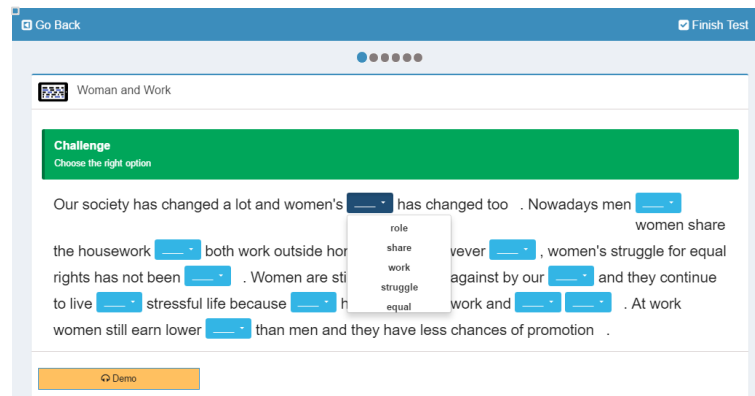 Go Back
Finish Test
Woman and Work
Challenge
Choose the right option
Our society has changed a lot and women's ___ has changed too . Nowadays men ___
women share
the housework ___ both work outside hor wever ___ , women's struggle for equal
rights has not been ___ . Women are sti against by our ___ and they continue
to live ___ stressful life because ___ h work and ___ ___ . At work
women still earn lower ___ than men and they have less chances of promotion .
role
share
work
struggle
equal
Demo